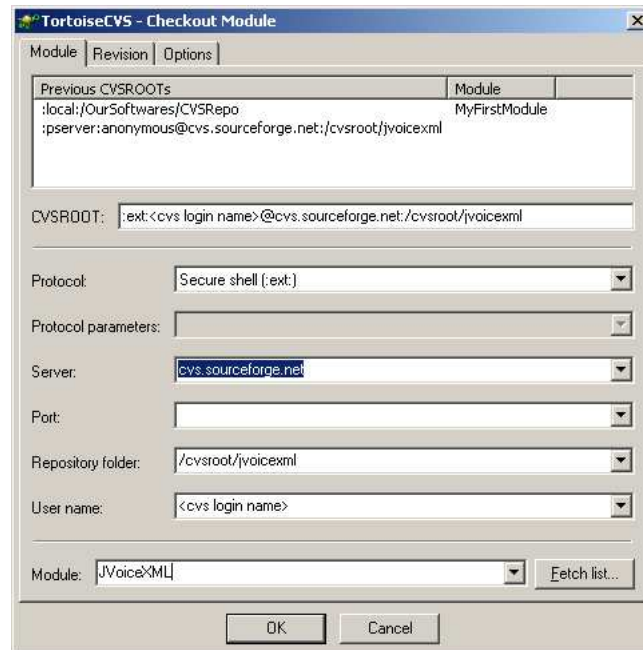 TortoiseCVS - Checkout Module
Module Revision Options
Previous CVSROOTs Module
:local:/OurSoftwares/CVSRepo MyFirstModule
:pserver:anonymous@cvs.sourceforge.net:/cvsroot/jvoicexml
CVSROOT: :ext:<cvs login name>@cvs.sourceforge.net:/cvsroot/jvoicexml
Protocol: Secure shell (:ext:)
Protocol parameters:
Server: cvs.sourceforge.net
Port:
Repository folder: /cvsroot/jvoicexml
User name: <cvs login name>
Module: JVoiceXML Fetch list...
OK Cancel